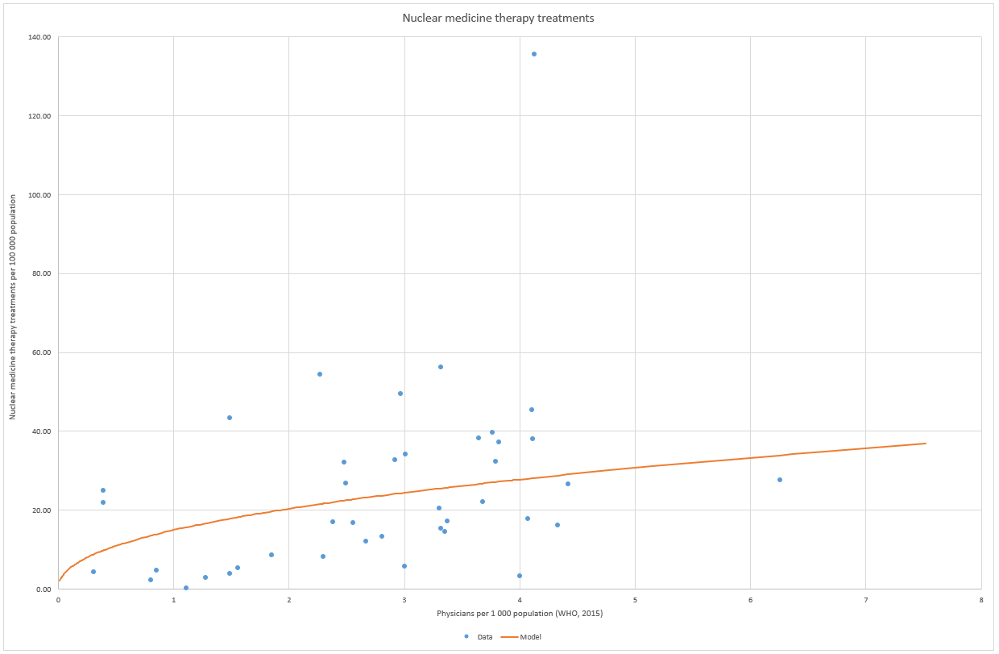 Nuclear medicine therapy treatments
Nuclear medicine therapy treatments per 100 000 population
140.00
120.00
100.00
80.00
60.00
40.00
20.00
0.00
0 1 2 3 4 5 6 7 8
Physicians per 1 000 population (WHO, 2015)
Data Model